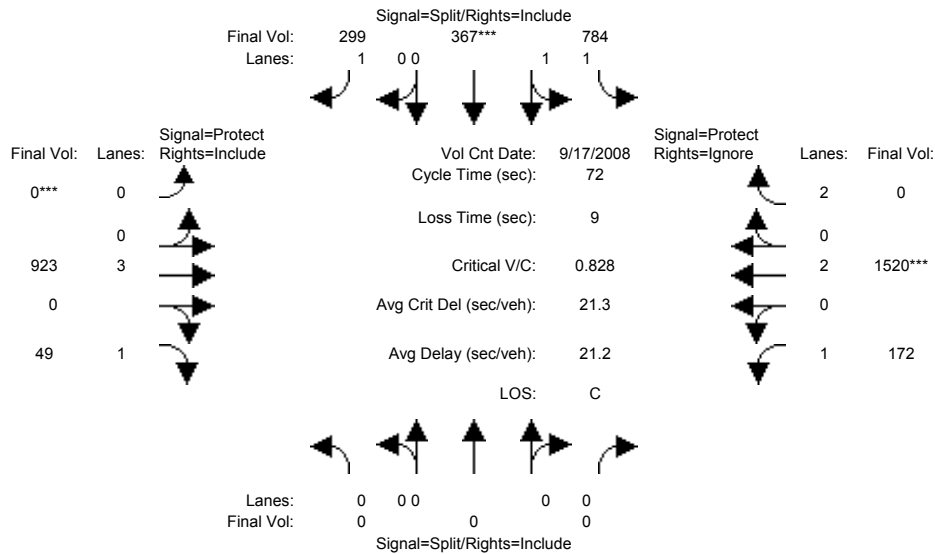 Signal=Split/Rights=Include
Final Vol: 299 367*** 784
Lanes: 1 0 0 1 1
Signal=Protect Signal=Protect
Final Vol: Lanes: Rights=Include Vol Cnt Date: 9/17/2008 Rights=Ignore Lanes: Final Vol:
Cycle Time (sec): 72
0*** 0 2 0
Loss Time (sec): 9
0 0
923 3 Critical V/C: 0.828 2 1520***
0 Avg Crit Del (sec/veh): 21.3 0
49 1 Avg Delay (sec/veh): 21.2 1 172
LOS: C
Lanes: 0 0 0 0 0
Final Vol: 0 0 0
Signal=Split/Rights=Include